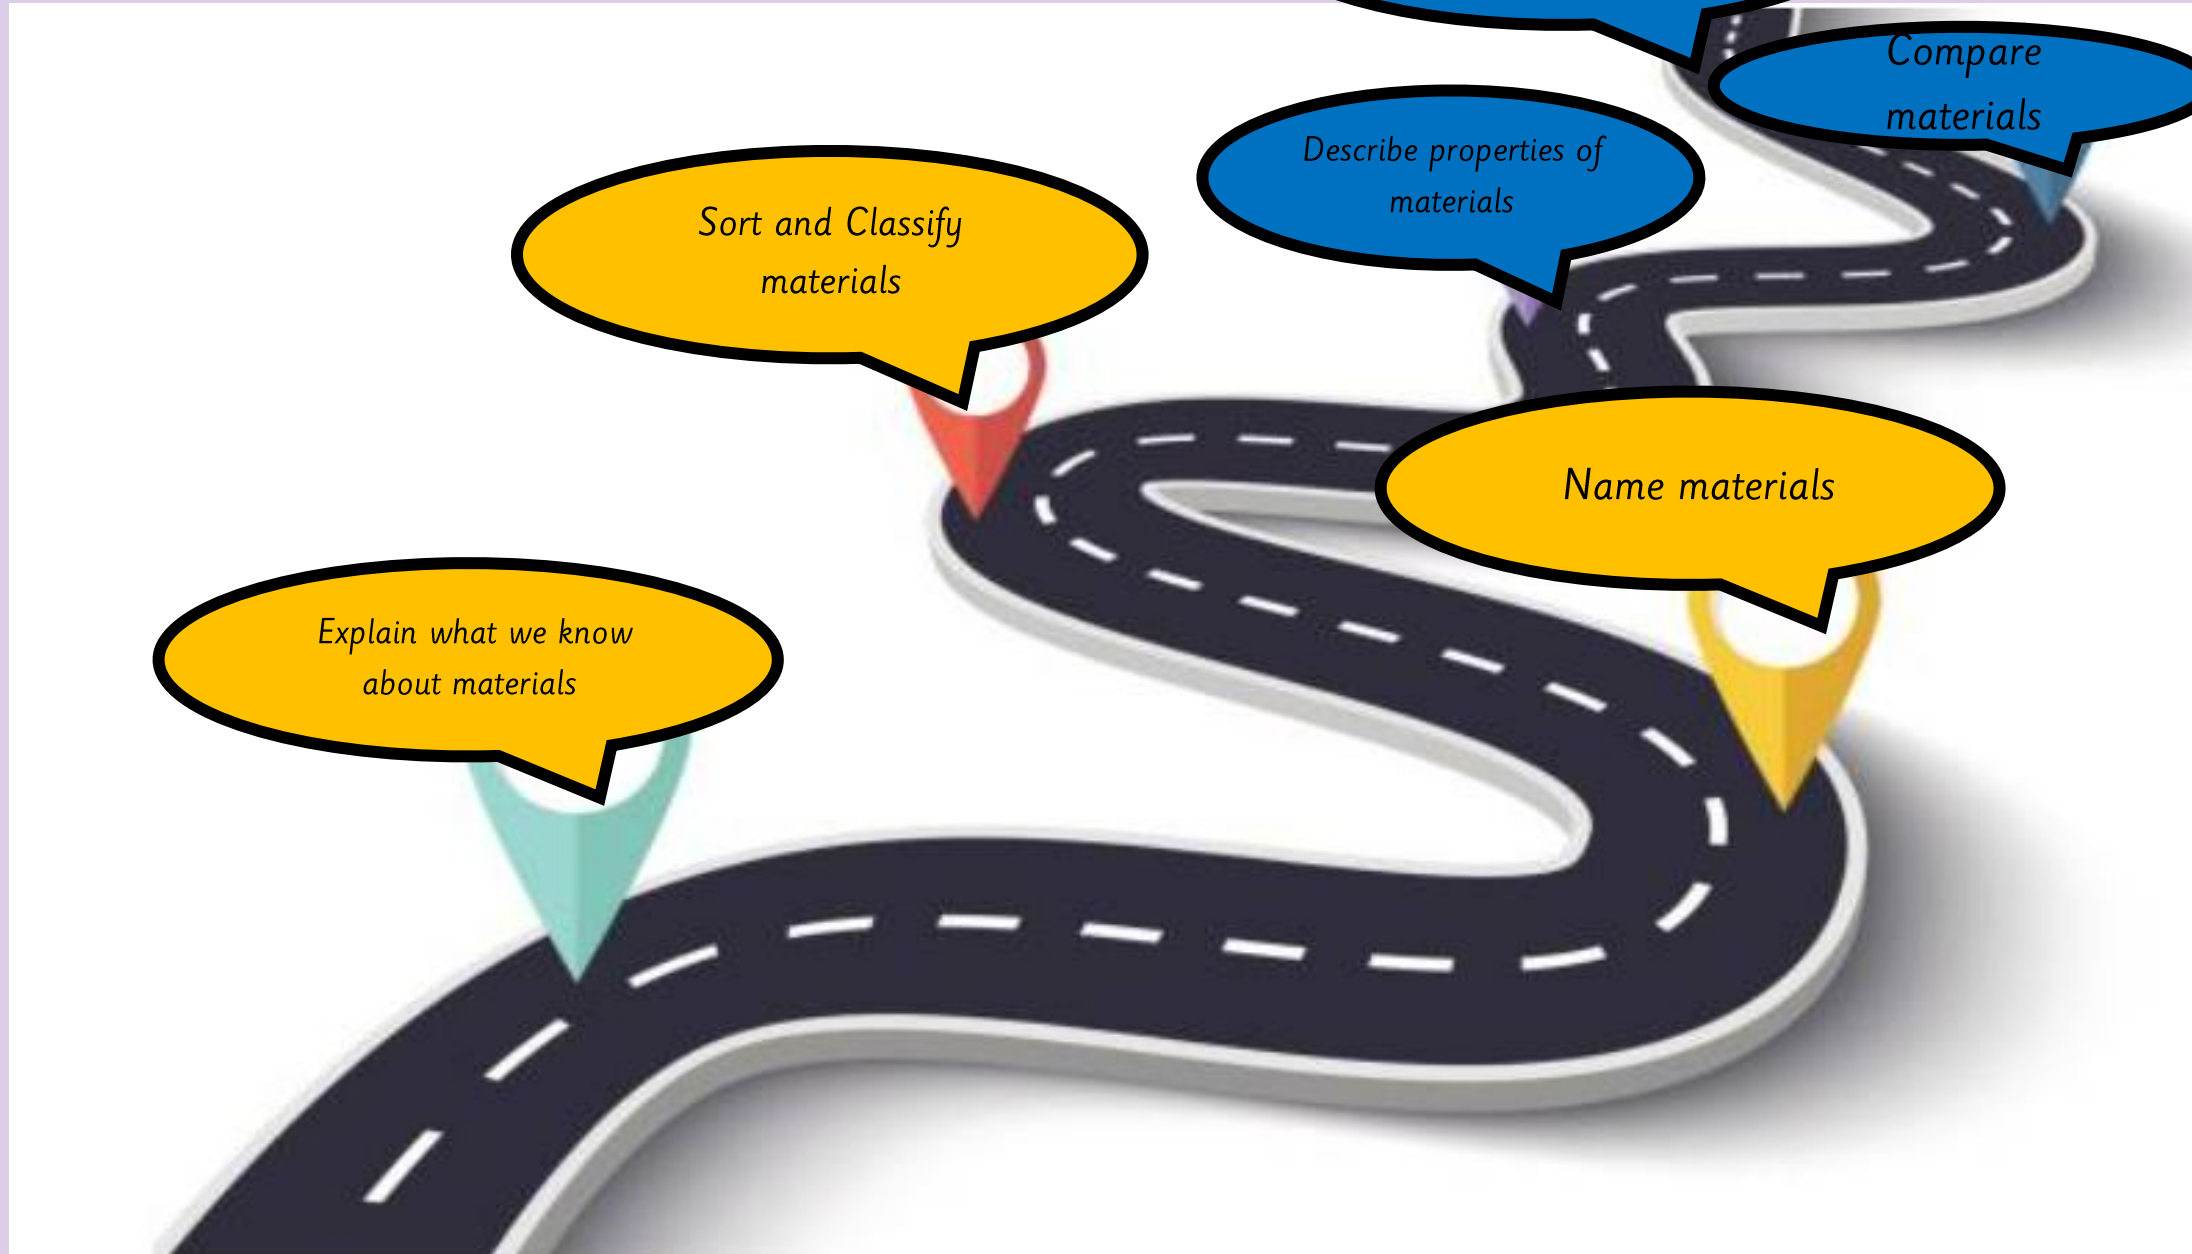 Compare
materials
Describe properties of
materials
Sort and Classify
materials
Name materials
Explain what we know
about materials